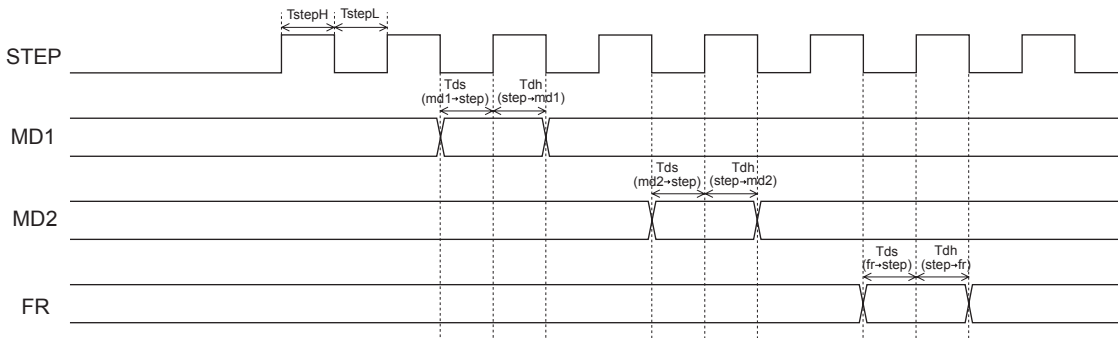 TstepH TstepL
STEP
Tds Tdh
(md1→step) (step→md1)
MD1
Tds Tdh
(md2→step) (step→md2)
MD2
Tds Tdh
(fr→step) (step→fr)
FR